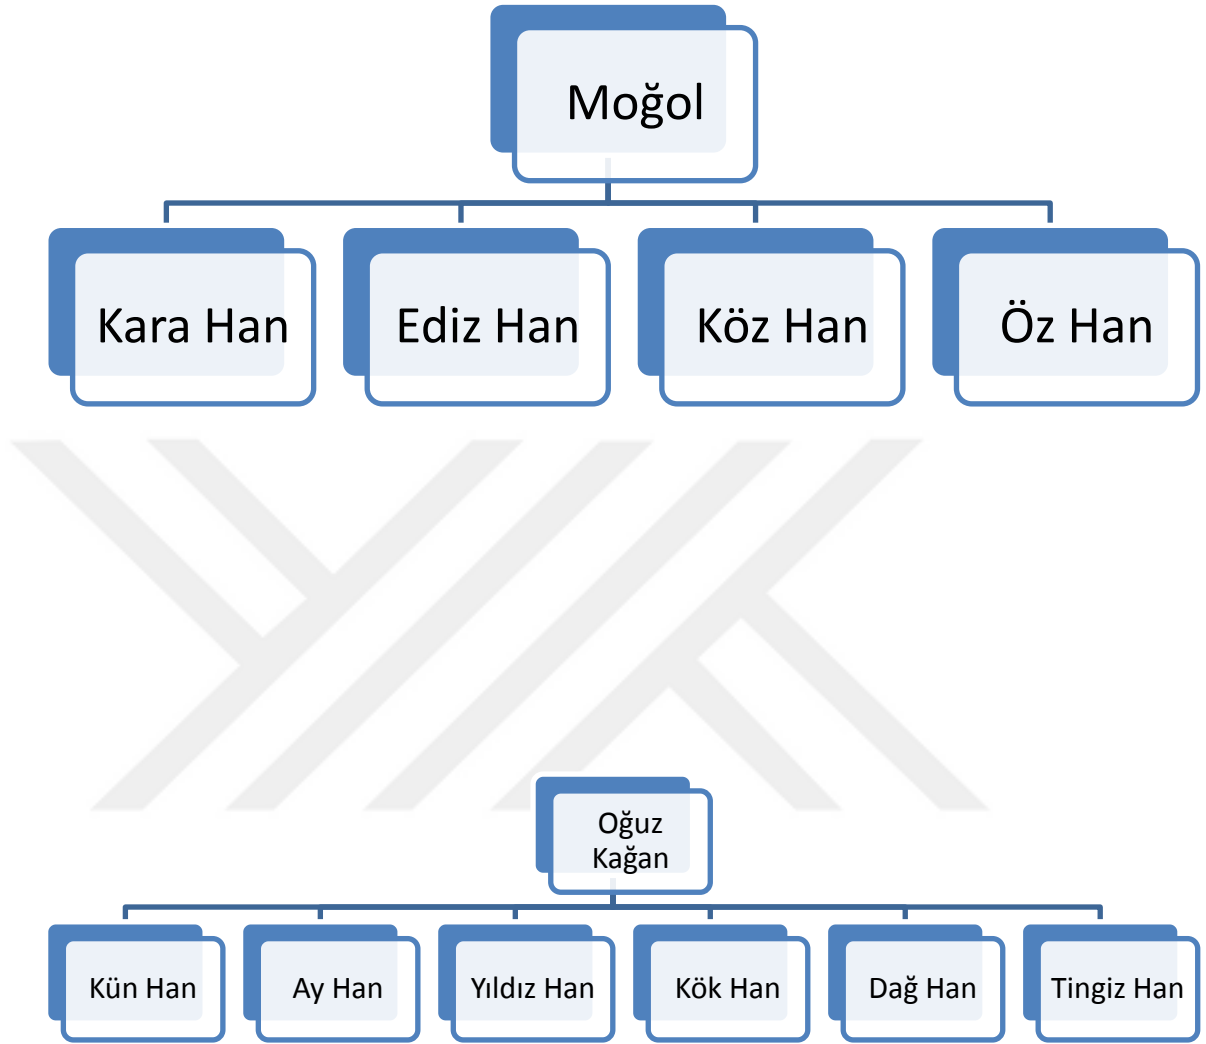 Moğol
Kara Han
Ediz Han
Köz Han
Öz Han
Oğuz
Kağan
Kün Han
Ay Han
Yıldız Han
Kök Han
Dağ Han
Tingiz Han